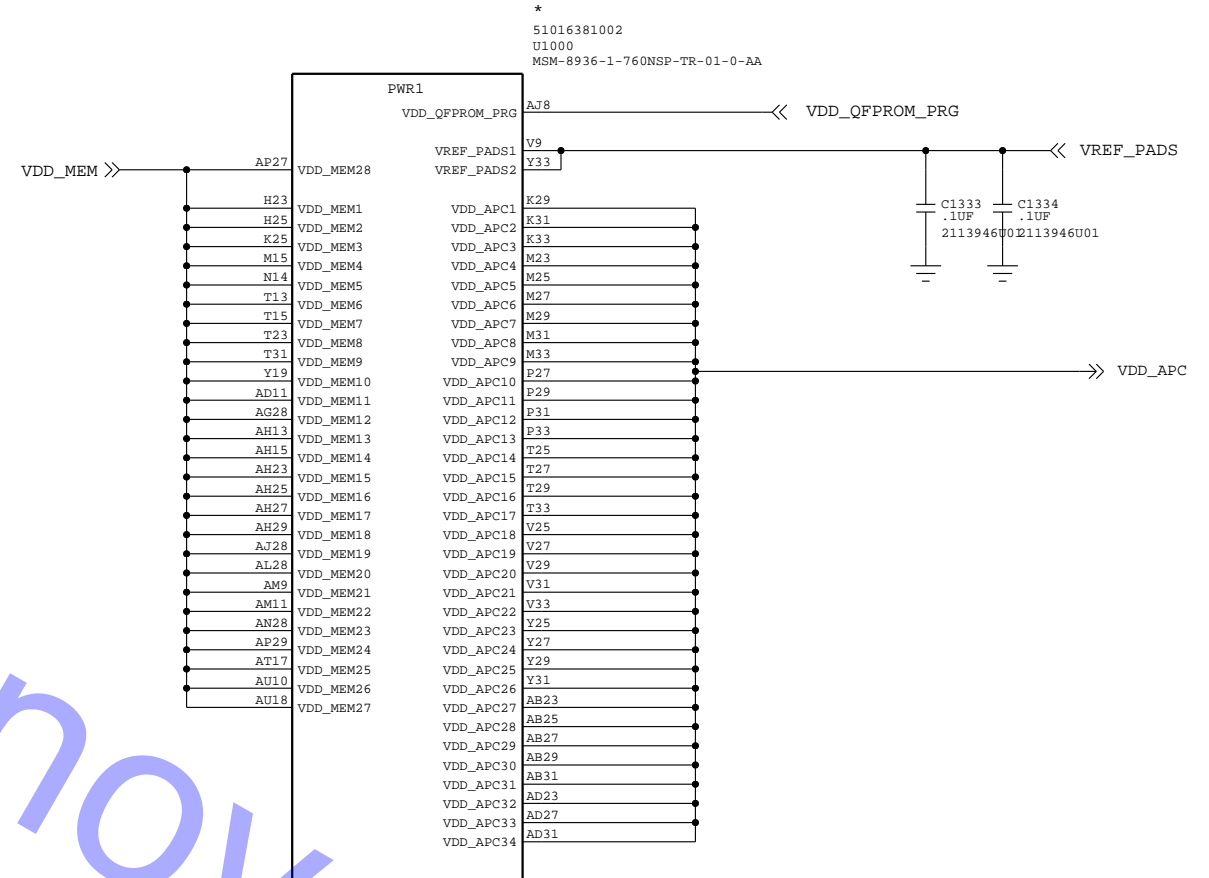 *
51016381002
U1000
MSM-8936-1-760NSP-TR-01-0-AA
PWR1
VDD_QFPROM_PRG AJ8 VDD_QFPROM_PRG
VREF_PADS1 V9 VREF_PADS
VDD_MEM AP27 VDD_MEM28 VREF_PADS2 Y33
H23 VDD_MEM1 VDD_APC1 K29
H25 VDD_MEM2 VDD_APC2 K31
K25 VDD_MEM3 VDD_APC3 K33
M15 VDD_MEM4 VDD_APC4 M23
N14 VDD_MEM5 VDD_APC5 M25
T13 VDD_MEM6 VDD_APC6 M27
T15 VDD_MEM7 VDD_APC7 M29
T23 VDD_MEM8 VDD_APC8 M31
T31 VDD_MEM9 VDD_APC9 M33
Y19 VDD_MEM10 VDD_APC10 P27
AD11 VDD_MEM11 VDD_APC11 P29
AG28 VDD_MEM12 VDD_APC12 P31
AH13 VDD_MEM13 VDD_APC13 P33
AH15 VDD_MEM14 VDD_APC14 T25
AH23 VDD_MEM15 VDD_APC15 T27
AH25 VDD_MEM16 VDD_APC16 T29
AH27 VDD_MEM17 VDD_APC17 T33
AH29 VDD_MEM18 VDD_APC18 V25
AJ28 VDD_MEM19 VDD_APC19 V27
AL28 VDD_MEM20 VDD_APC20 V29
AM9 VDD_MEM21 VDD_APC21 V31
AM11 VDD_MEM22 VDD_APC22 V33
AN28 VDD_MEM23 VDD_APC23 Y25
AP29 VDD_MEM24 VDD_APC24 Y27
AT17 VDD_MEM25 VDD_APC25 Y29
AU10 VDD_MEM26 VDD_APC26 Y31
AU18 VDD_MEM27 VDD_APC27 AB23
VDD_APC28 AB25
VDD_APC29 AB27
VDD_APC30 AB29
VDD_APC31 AB31
VDD_APC32 AD23
VDD_APC33 AD27
VDD_APC34 AD31
C1333 C1334
.1UF .1UF
2113946U01 2113946U01
VDD_APC
nov